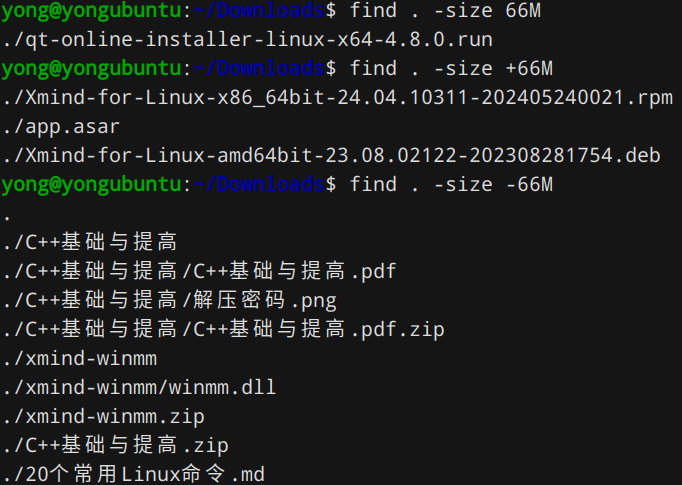 yong@yongubuntu:~/Downloads$ find . -size 66M
./qt-online-installer-linux-x64-4.8.0.run
yong@yongubuntu:~/Downloads$ find . -size +66M
./Xmind-for-Linux-x86_64bit-24.04.10311-202405240021.rpm
./app.asar
./Xmind-for-Linux-amd64bit-23.08.02122-202308281754.deb
yong@yongubuntu:~/Downloads$ find . -size -66M
.
./C++基础与提高
./C++基础与提高/C++基础与提高.pdf
./C++基础与提高/解压密码.png
./C++基础与提高/C++基础与提高.pdf.zip
./xmind-winmm
./xmind-winmm/winmm.dll
./xmind-winmm.zip
./C++基础与提高.zip
./20个常用Linux命令.md